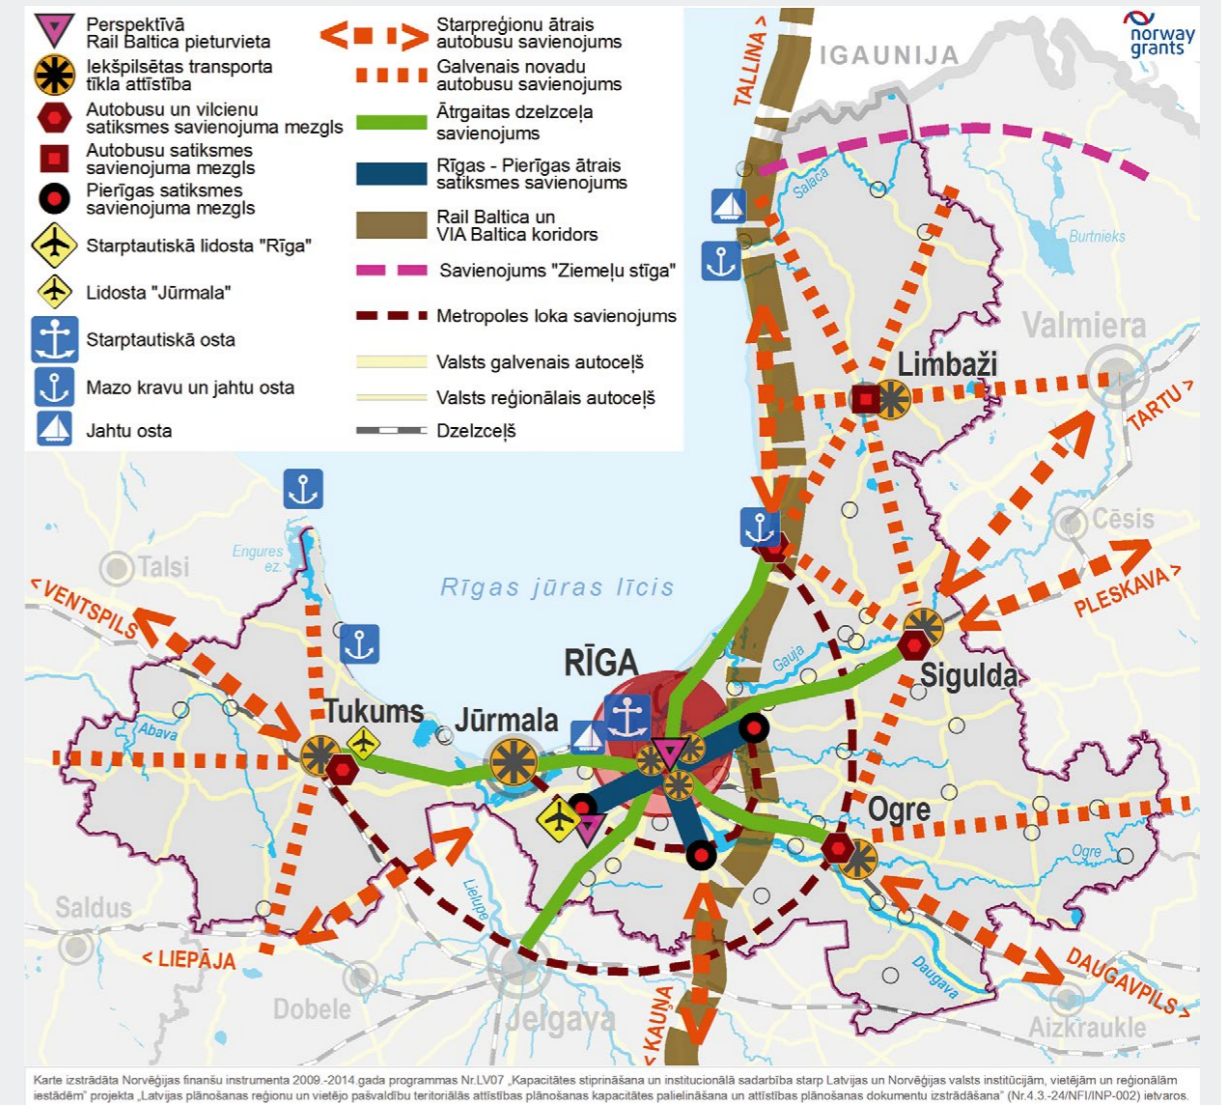 Perspektīvā
Rail Baltica pieturvieta
Iekšpilsētas transporta
tīkla attīstība
Autobusu un vilcienu
satiksmes savienojuma mezgls
Autobusu satiksmes
savienojuma mezgls
Pierīgas satiksmes
savienojuma mezgls
Starptautiskā lidosta "Rīga"
Lidosta "Jūrmala"
Starptautiskā osta
Mazo kravu un jahtu osta
Jahtu osta
Starpreģionu ātrais
autobusu savienojums
Galvenais novadu
autobusu savienojums
Ātrgaitas dzelzceļa
savienojums
Rīgas - Pierīgas ātrais
satiksmes savienojums
Rail Baltica un
VIA Baltica koridors
Savienojums "Ziemeļu stīga"
Metropoles loka savienojums
Valsts galvenais autoceļš
Valsts reģionālais autoceļš
Dzelzceļš
TALLINA >
IGAUNIJA
norway
grants
Salaca
Burtnieks
Valmiera
Limbaži
TARTU >
Cēsis
PLESKAVA >
Engures
ez.
Talsi
< VENTSPILS
Rīgas jūras līcis
Gauja
RĪGA
Sigulda
Tukums
Jūrmala
Abava
Ogre
Ogre
Lielupe
Saldus
< LIEPĀJA
Dobele
Jelgava
< KAUŅA
Daugava
DAUGAVPILS >
Aizkraukle
Karte izstrādāta Norvēģijas finanšu instrumenta 2009.-2014.gada programmas Nr.LV07 „Kapacitātes stiprināšana un institucionālā sadarbība starp Latvijas un Norvēģijas valsts institūcijām, vietējām un reģionālām
iestādēm" projekta „Latvijas plānošanas reģionu un vietējo pašvaldību teritoriālās attīstības plānošanas kapacitātes palielināšana un attīstības plānošanas dokumentu izstrādāšana" (Nr.4.3.-24/NFI/INP-002) ietvaros.